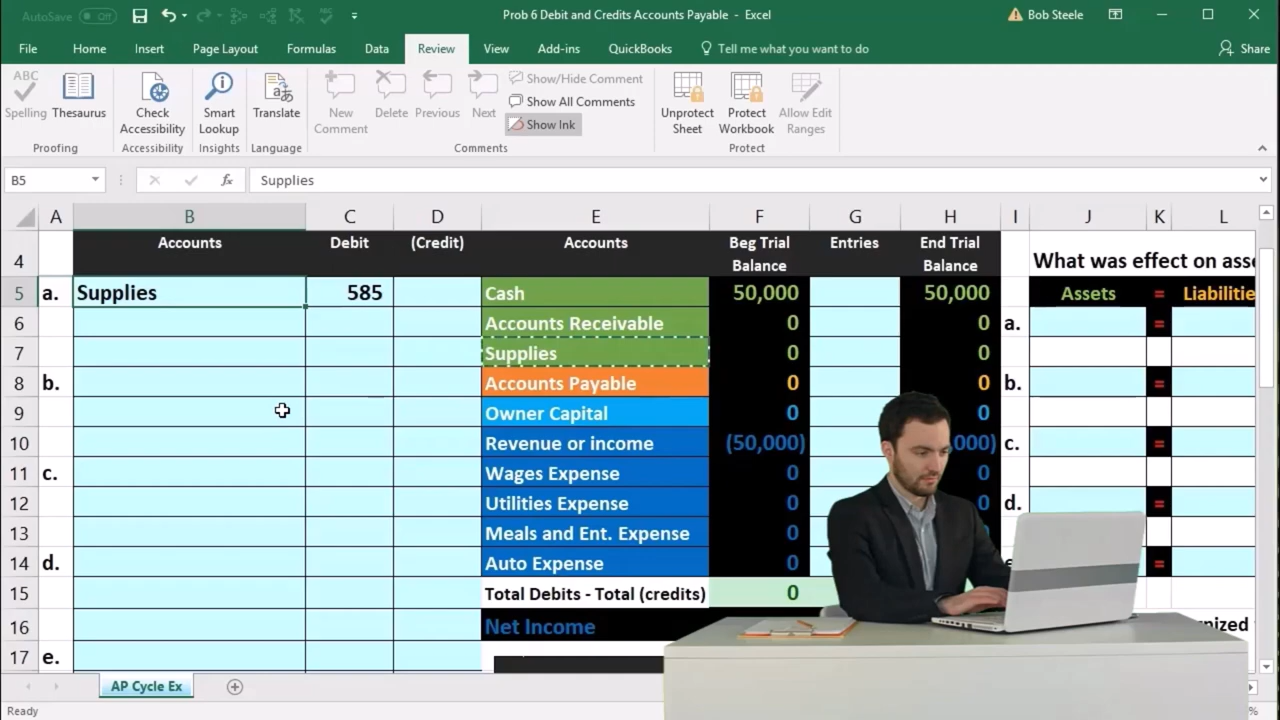 AutoSave Off
Prob 6 Debit and Credits Accounts Payable - Excel
Bob Steele
File Home Insert Page Layout Formulas Data Review View Add-ins QuickBooks Tell me what you want to do Share
ABC
Spelling Thesaurus
Check Accessibility
Smart Lookup
Translate
New Comment
Delete Previous Next
Show/Hide Comment
Show All Comments
Show Ink
Unprotect Sheet
Protect Workbook
Allow Edit Ranges
Proofing Accessibility Insights Language Comments Protect
B5 fx Supplies
A B C D E F G H I J K L
4 Accounts Debit (Credit) Accounts Beg Trial Balance Entries End Trial Balance What was effect on asse
5 a. Supplies 585 Cash 50,000 50,000 Assets = Liabilitie
6 Accounts Receivable 0 0 a. =
7 Supplies 0 0
8 b. Accounts Payable 0 0 b. =
9 Owner Capital 0 0
10 Revenue or income (50,000) ,000) c. =
11 c. Wages Expense 0
12 Utilities Expense 0 d. =
13 Meals and Ent. Expense 0
14 d. Auto Expense 0 =
15 Total Debits - Total (credits) 0
16 Net Income
17 e.
AP Cycle Ex
Ready